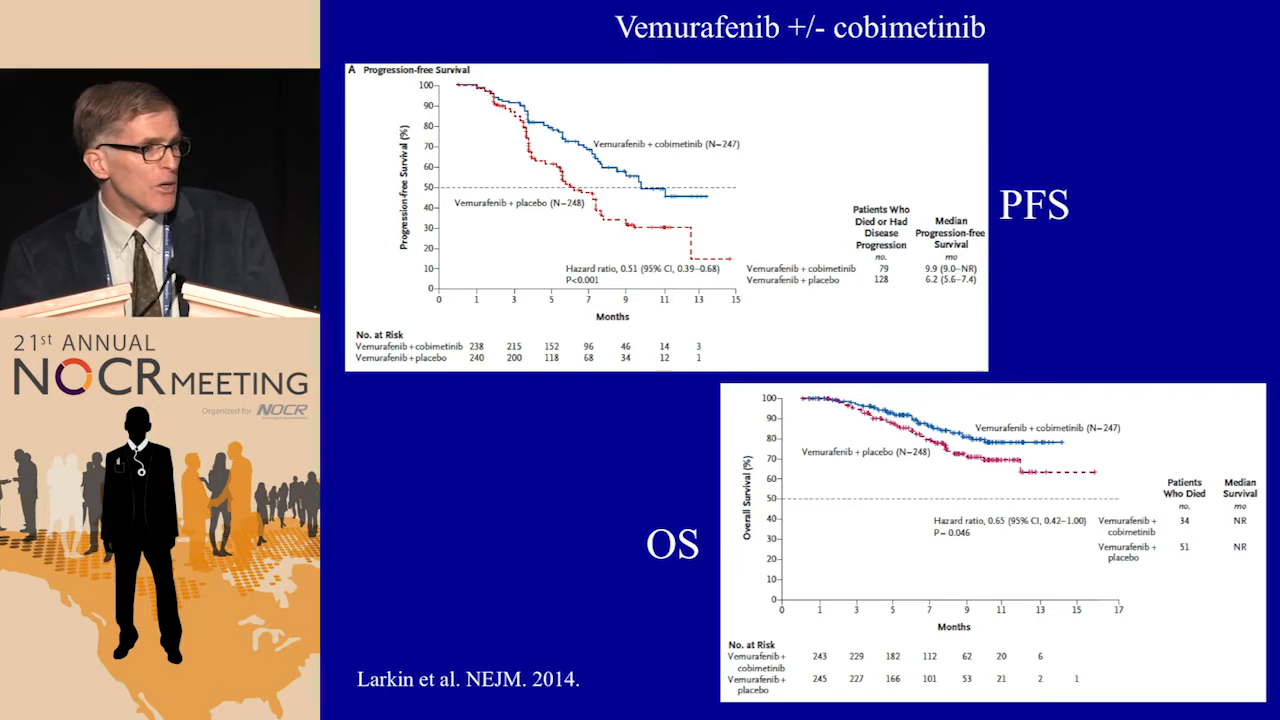 Vemurafenib +/- cobimetinib
A Progression-free Survival
Progression-free Survival (%)
100
90
80
70
60
50
40
30
20
10
0
0 1 3 5 7 9 11 13 15
Months
Vemurafenib + cobimetinib (N=247)
Vemurafenib + placebo (N=248)
Hazard ratio, 0.51 (95% CI, 0.39–0.68)
P<0.001
Patients Who
Died or Had
Disease
Progression
no.
Median
Progression-free
Survival
mo
Vemurafenib + cobimetinib 79 9.9 (9.0–NR)
Vemurafenib + placebo 128 6.2 (5.6–7.4)
No. at Risk
Vemurafenib+cobimetinib 238 215 152 96 46 14 3
Vemurafenib+placebo 240 200 118 68 34 12 1
PFS
OS
Overall Survival (%)
100
90
80
70
60
50
40
30
20
10
0
0 1 3 5 7 9 11 13 15 17
Months
Vemurafenib + cobimetinib (N=247)
Vemurafenib + placebo (N=248)
Hazard ratio, 0.65 (95% CI, 0.42–1.00)
P=0.046
Patients
Who Died
no.
Median
Survival
mo
Vemurafenib +
cobimetinib
34 NR
Vemurafenib +
placebo
51 NR
No. at Risk
Vemurafenib+
cobimetinib
243 229 182 112 62 20 6
Vemurafenib+
placebo
245 227 166 101 53 21 2 1
Larkin et al. NEJM. 2014.
21st ANNUAL
NOCR MEETING
Organized for NOCR